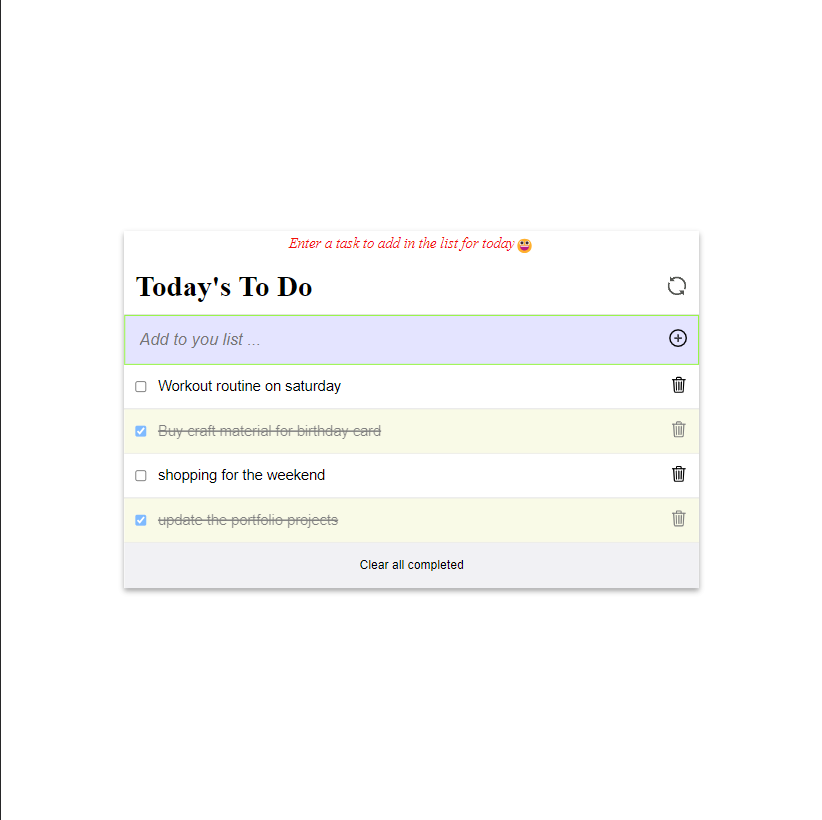 Enter a task to add in the list for today 😀
Today's To Do
Add to you list ...
Workout routine on saturday
Buy craft material for birthday card
shopping for the weekend
update the portfolio projects
Clear all completed